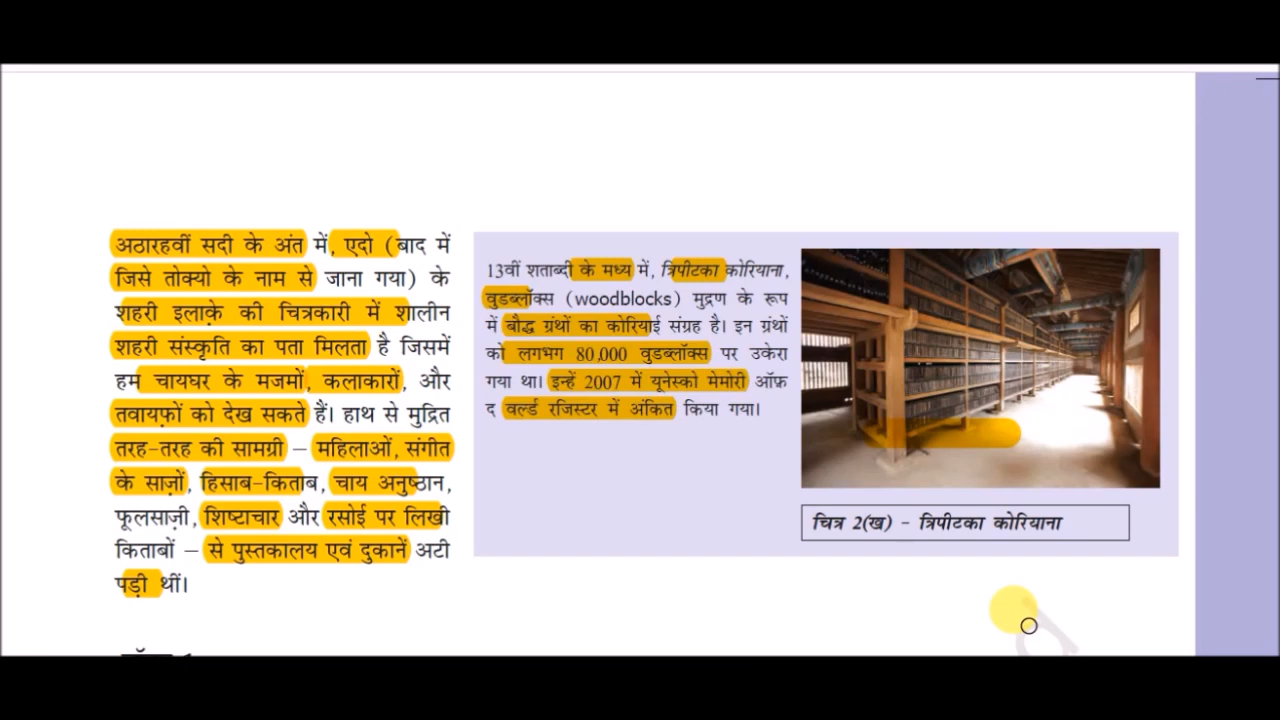 अठारहवीं सदी के अंत में, एदो (बाद में
जिसे तोक्यो के नाम से जाना गया) के
शहरी इलाक़े की चित्रकारी में शालीन
शहरी संस्कृति का पता मिलता है जिसमें
हम चायघर के मजमों, कलाकारों, और
तवायफ़ों को देख सकते हैं। हाथ से मुद्रित
तरह-तरह की सामग्री – महिलाओं, संगीत
के साज़ों, हिसाब-किताब, चाय अनुष्ठान,
फूलसाज़ी, शिष्टाचार और रसोई पर लिखी
किताबों – से पुस्तकालय एवं दुकानें अटी
पड़ी थीं।
13वीं शताब्दी के मध्य में, त्रिपीटका कोरियाना,
वुडब्लॉक्स (woodblocks) मुद्रण के रूप
में बौद्ध ग्रंथों का कोरियाई संग्रह है। इन ग्रंथों
को लगभग 80,000 वुडब्लॉक्स पर उकेरा
गया था। इन्हें 2007 में यूनेस्को मेमोरी ऑफ़
द वर्ल्ड रजिस्टर में अंकित किया गया।
चित्र 2(ख) – त्रिपीटका कोरियाना